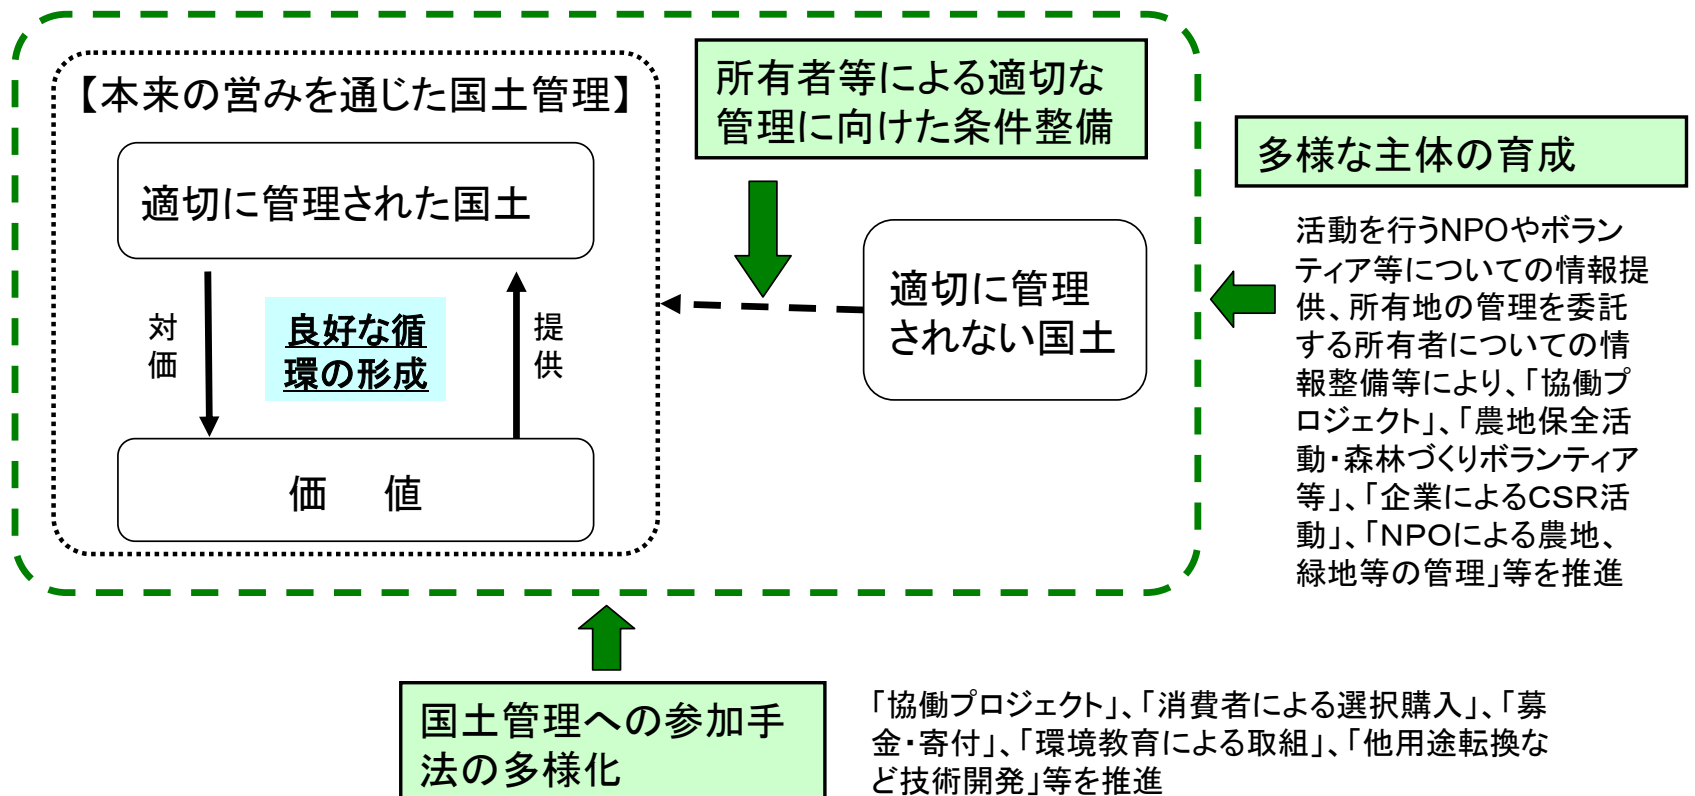 【本来の営みを通じた国土管理】
適切に管理された国土
対価
良好な循
環の形成
提供
価　値
所有者等による適切な
管理に向けた条件整備
適切に管理
されない国土
多様な主体の育成
活動を行うNPOやボラン
ティア等についての情報提
供、所有地の管理を委託
する所有者についての情
報整備等により、「協働プ
ロジェクト」、「農地保全活
動・森林づくりボランティア
等」、「企業によるCSR活
動」、「NPOによる農地、
緑地等の管理」等を推進
国土管理への参加手
法の多様化
「協働プロジェクト」、「消費者による選択購入」、「募
金・寄付」、「環境教育による取組」、「他用途転換な
ど技術開発」等を推進